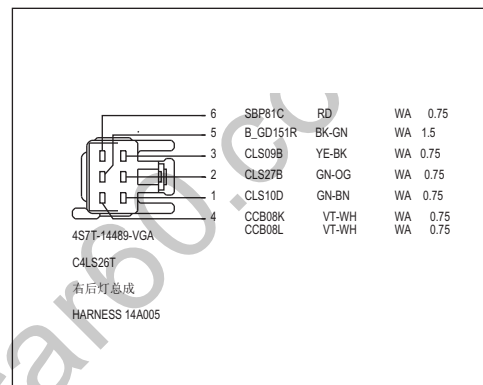 6 SBP81C RD WA 0.75
5 B_GD151R BK-GN WA 1.5
3 CLS09B YE-BK WA 0.75
2 CLS27B GN-OG WA 0.75
1 CLS10D GN-BN WA 0.75
4 CCB08K VT-WH WA 0.75
CCB08L VT-WH WA 0.75
4S7T-14489-VGA
C4LS26T
右后灯总成
HARNESS 14A005